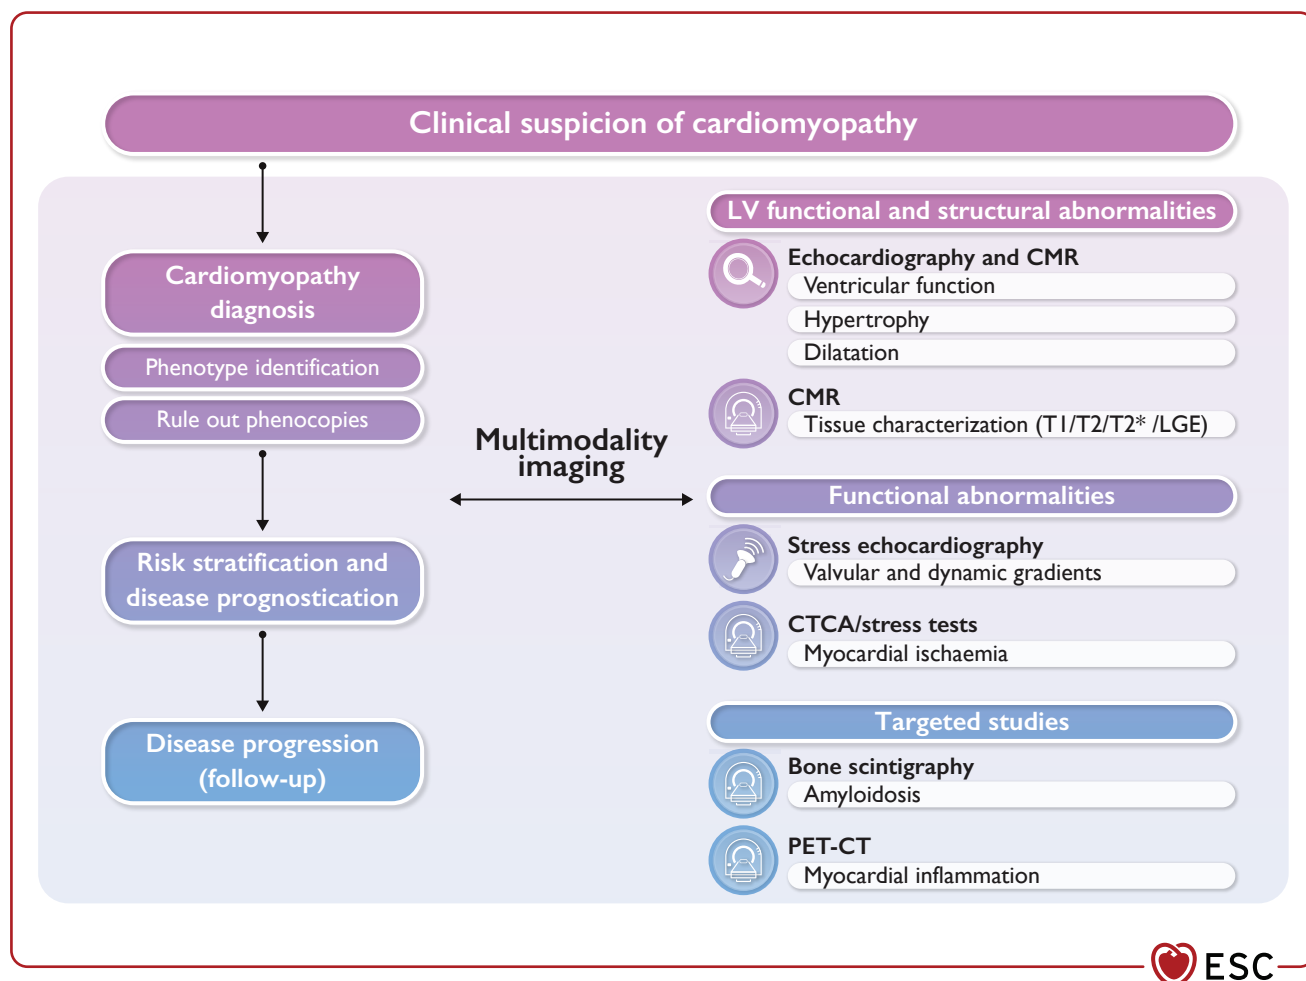 Clinical suspicion of cardiomyopathy
Cardiomyopathy
diagnosis
Phenotype identification
Rule out phenocopies
Risk stratification and
disease prognostication
Disease progression
(follow-up)
Multimodality
imaging
LV functional and structural abnormalities
Echocardiography and CMR
Ventricular function
Hypertrophy
Dilatation
CMR
Tissue characterization (T1/T2/T2* /LGE)
Functional abnormalities
Stress echocardiography
Valvular and dynamic gradients
CTCA/stress tests
Myocardial ischaemia
Targeted studies
Bone scintigraphy
Amyloidosis
PET-CT
Myocardial inflammation
ESC